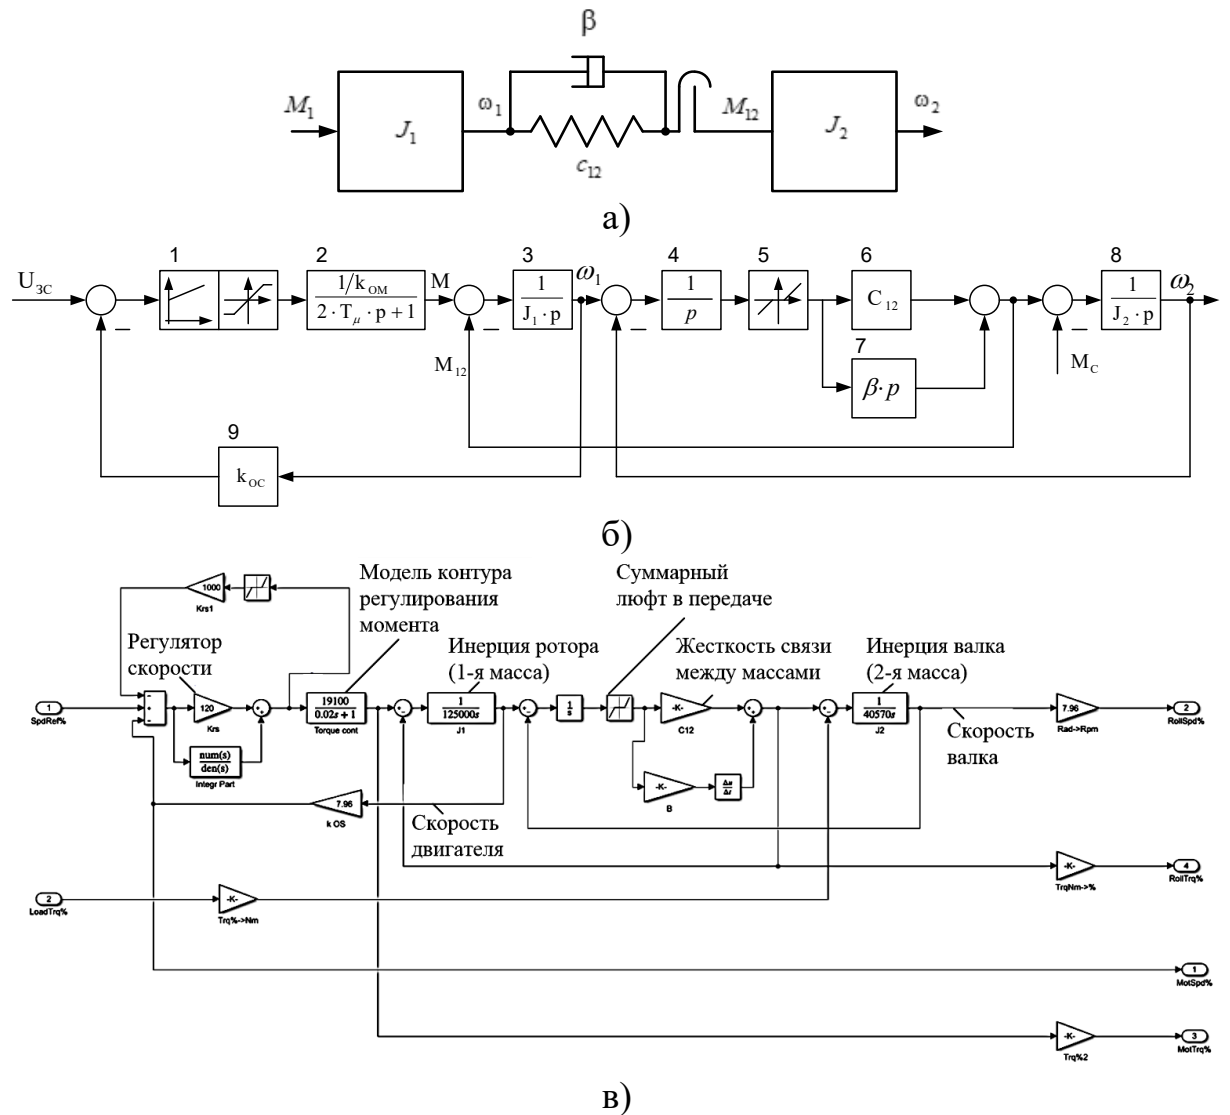 β
M₁
J₁
ω₁
c₁₂
M₁₂
J₂
ω₂
а)
U_ЗС
1
2
1/k_ОМ
2·T_μ·p+1
M
3
1
J₁·p
ω₁
4
1
p
5
6
C₁₂
7
β·p
8
1
J₂·p
ω₂
M₁₂
M_С
9
k_ОС
б)
Модель контура
регулирования
момента
Суммарный
люфт в передаче
1000
Krs1
Регулятор
скорости
Инерция ротора
(1-я масса)
Жесткость связи
между массами
Инерция валка
(2-я масса)
1
SpdRef%
120
Krs
19100
0.02s+1
Torque cont
1
125000s
J1
1
s
-K-
C12
1
40570s
J2
7.96
Rad->Rpm
2
RollSpd%
num(s)
den(s)
Integr Part
-K-
B
Δu
Δt
Скорость
валка
7.96
k OS
Скорость
двигателя
-K-
TrqNm->%
4
RollTrq%
2
LoadTrq%
-K-
Trq%->Nm
1
MotSpd%
-K-
Trq%2
3
MotTrq%
в)